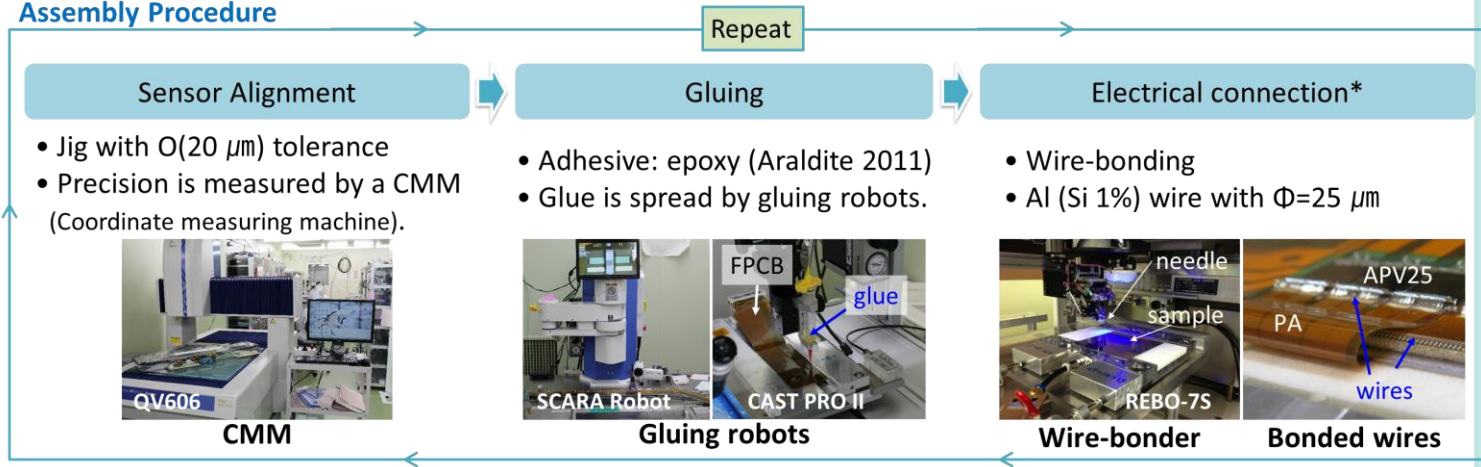 Assembly Procedure
Repeat
Sensor Alignment
• Jig with O(20 ㎛) tolerance
• Precision is measured by a CMM
(Coordinate measuring machine).
QV606
CMM
Gluing
• Adhesive: epoxy (Araldite 2011)
• Glue is spread by gluing robots.
SCARA Robot
FPCB
glue
CAST PRO II
Gluing robots
Electrical connection*
• Wire-bonding
• Al (Si 1%) wire with Φ=25 ㎛
needle
sample
REBO-7S
Wire-bonder
APV25
PA
wires
Bonded wires